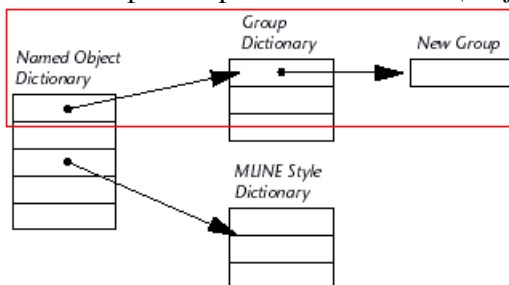 Group
Dictionary
New Group
Named Object
Dictionary
MLINE Style
Dictionary